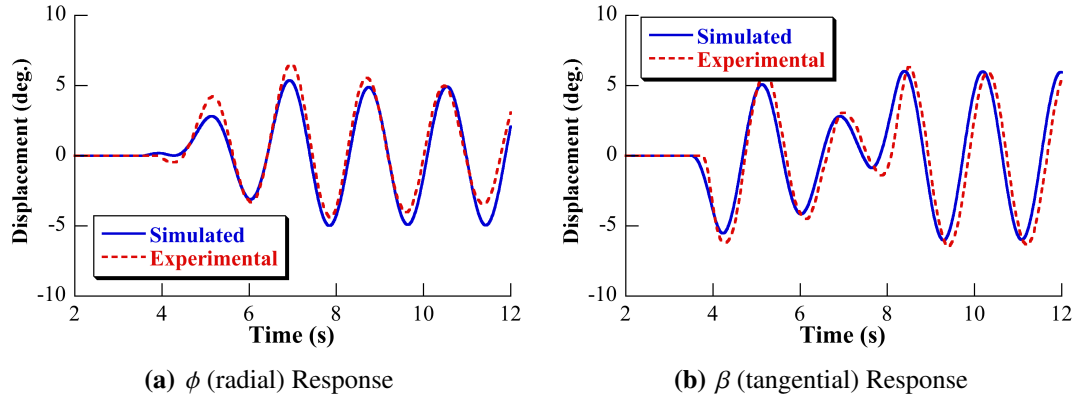 10
5
0
-5
-10
Displacement (deg.)
Simulated
Experimental
2
4
6
8
10
12
Time (s)
(a) ϕ (radial) Response
10
5
0
-5
-10
Displacement (deg.)
Simulated
Experimental
2
4
6
8
10
12
Time (s)
(b) β (tangential) Response